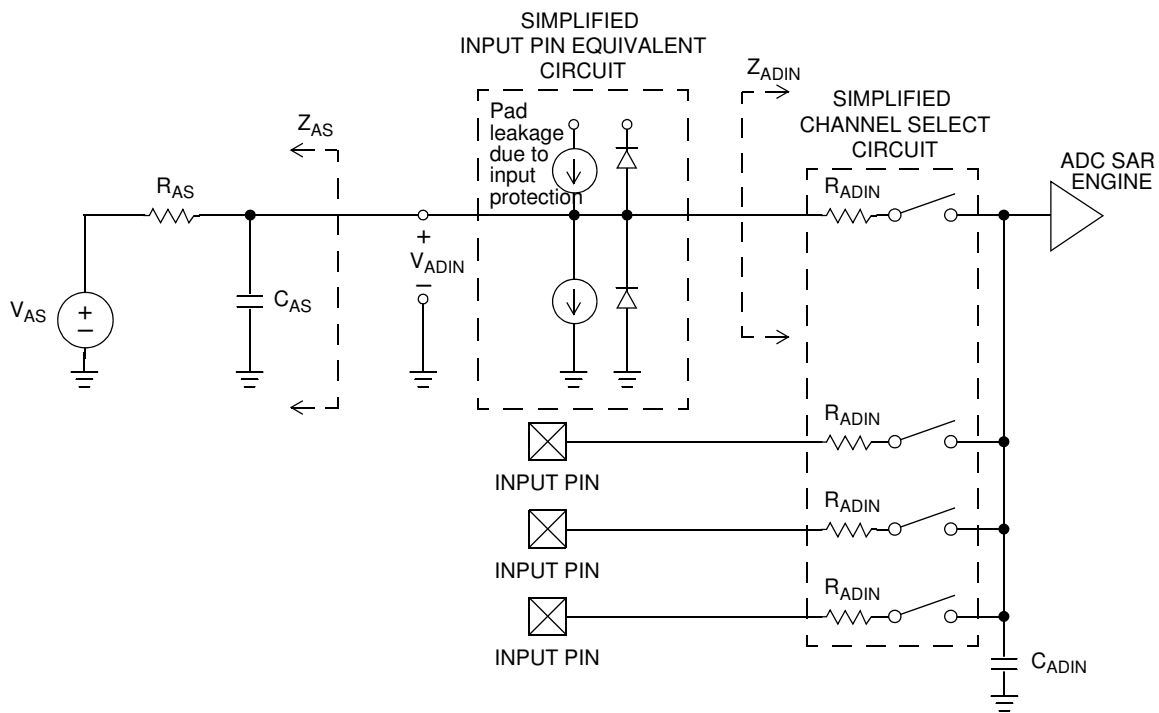 SIMPLIFIED
INPUT PIN EQUIVALENT
CIRCUIT
Pad
leakage
due to
input
protection
ZADIN
SIMPLIFIED
CHANNEL SELECT
CIRCUIT
ADC SAR
ENGINE
ZAS
RAS
RADIN
+
VADIN
–
VAS
+
–
CAS
RADIN
INPUT PIN
RADIN
INPUT PIN
RADIN
INPUT PIN
CADIN